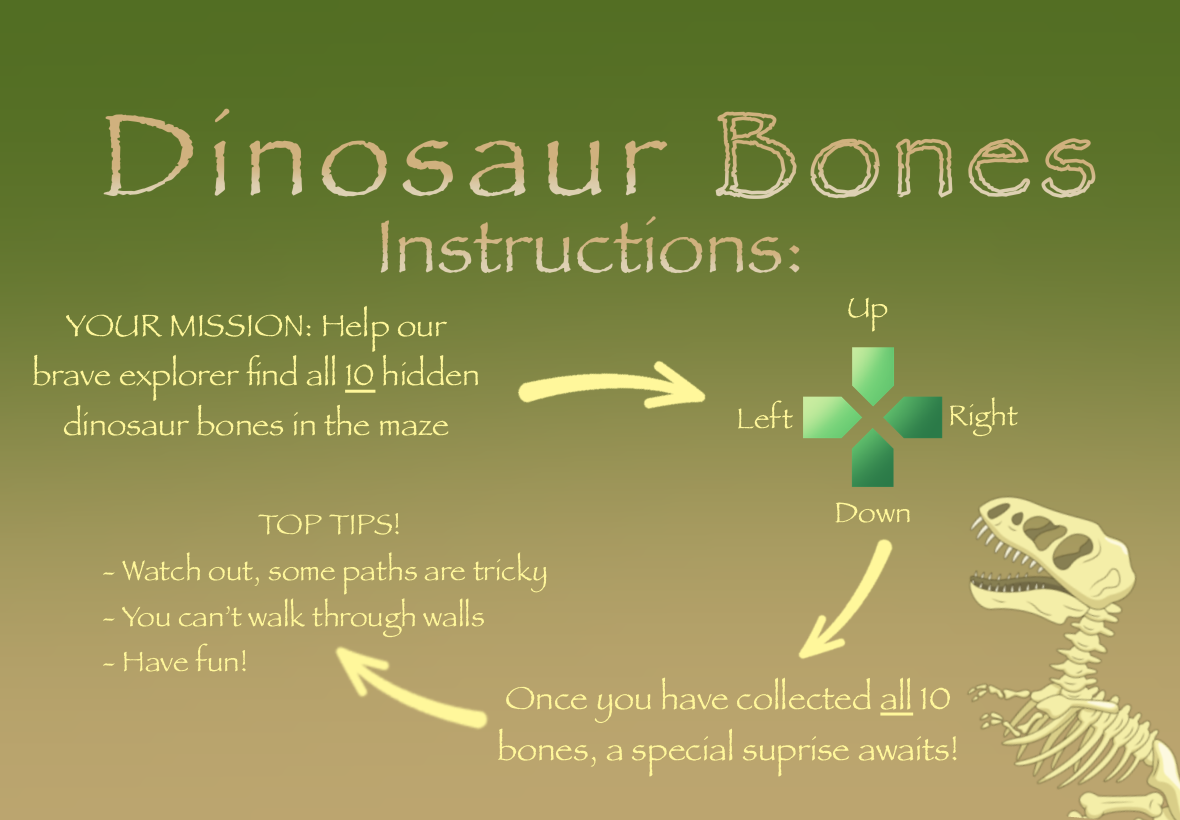 Dinosaur Bones
Instructions:
YOUR MISSION: Help our
brave explorer find all 10 hidden
dinosaur bones in the maze
Up
Left
Right
Down
Once you have collected all 10
bones, a special suprise awaits!
TOP TIPS!
- Watch out, some paths are tricky
- You can't walk through walls
- Have fun!